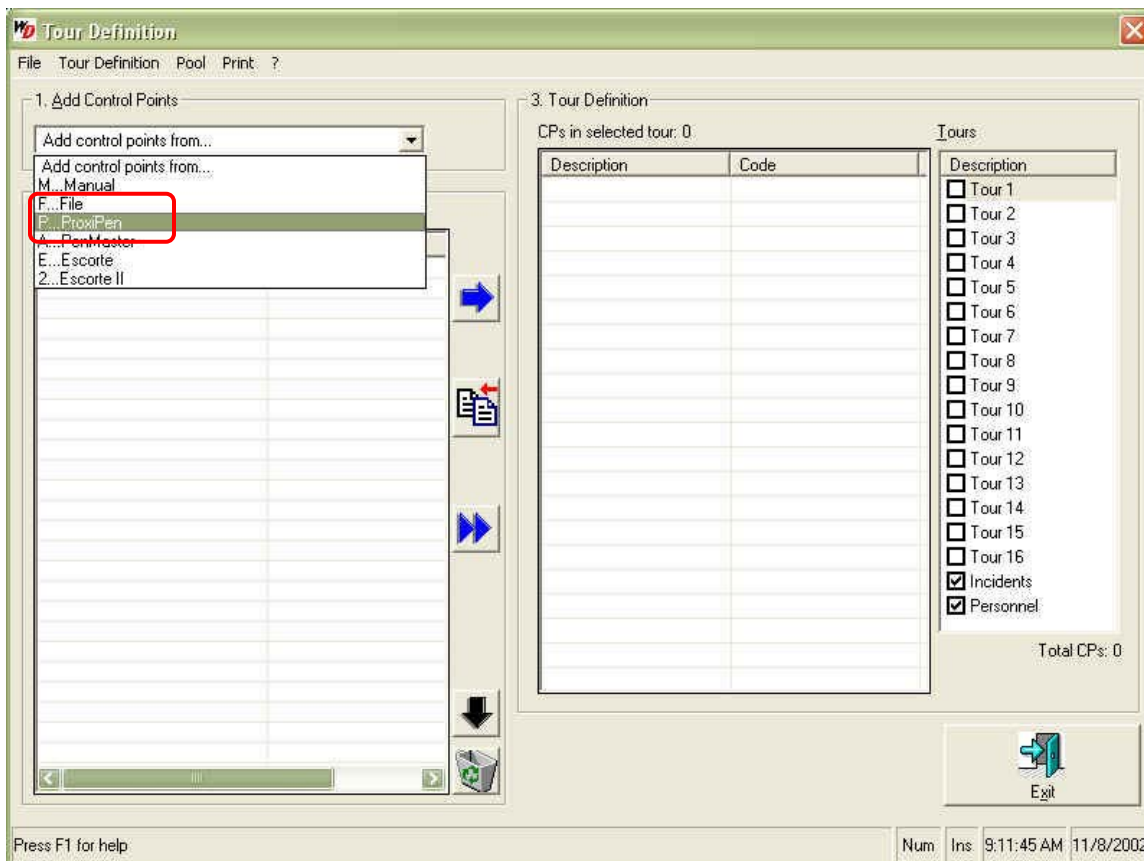 WD Tour Definition
File Tour Definition Pool Print ?
1. Add Control Points
Add control points from...
Add control points from...
M...Manual
F...File
P...ProxiPen
A...PenMaster
E...Escorte
2...Escorte II
3. Tour Definition
CPs in selected tour: 0
Description Code
Tours
Description
Tour 1
Tour 2
Tour 3
Tour 4
Tour 5
Tour 6
Tour 7
Tour 8
Tour 9
Tour 10
Tour 11
Tour 12
Tour 13
Tour 14
Tour 15
Tour 16
Incidents
Personnel
Total CPs: 0
Exit
Press F1 for help
Num Ins 9:11:45 AM 11/8/2002